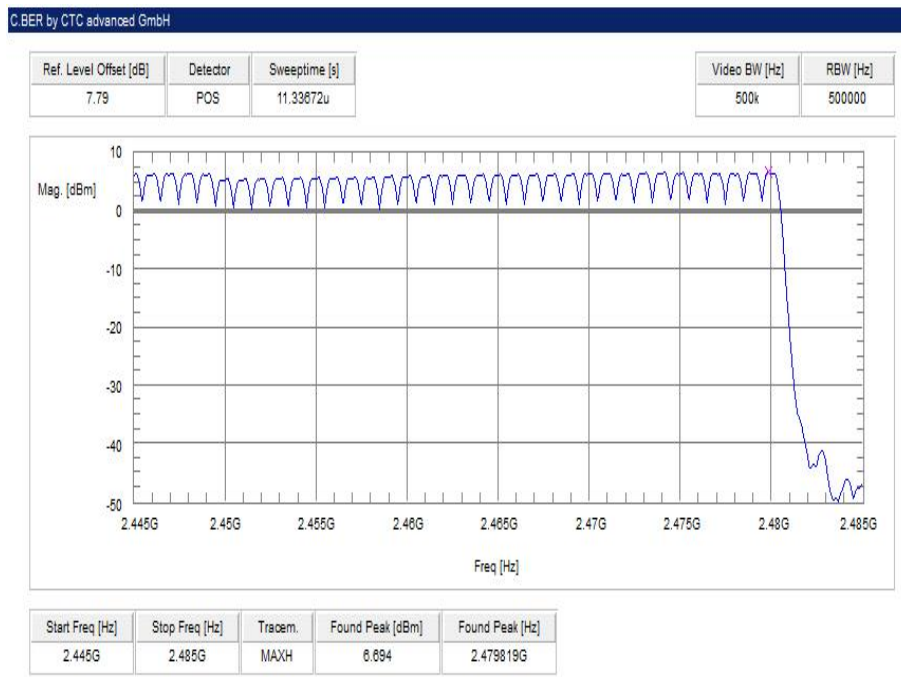 C.BER by CTC advanced GmbH
Ref. Level Offset [dB] Detector Sweeptime [s] Video BW [Hz] RBW [Hz]
7.79 POS 11.33672u 500k 500000
10
Mag. [dBm]
0
-10
-20
-30
-40
-50
2.445G 2.45G 2.455G 2.46G 2.465G 2.47G 2.475G 2.48G 2.485G
Freq [Hz]
Start Freq [Hz] Stop Freq [Hz] Tracem. Found Peak [dBm] Found Peak [Hz]
2.445G 2.485G MAXH 6.694 2.479819G